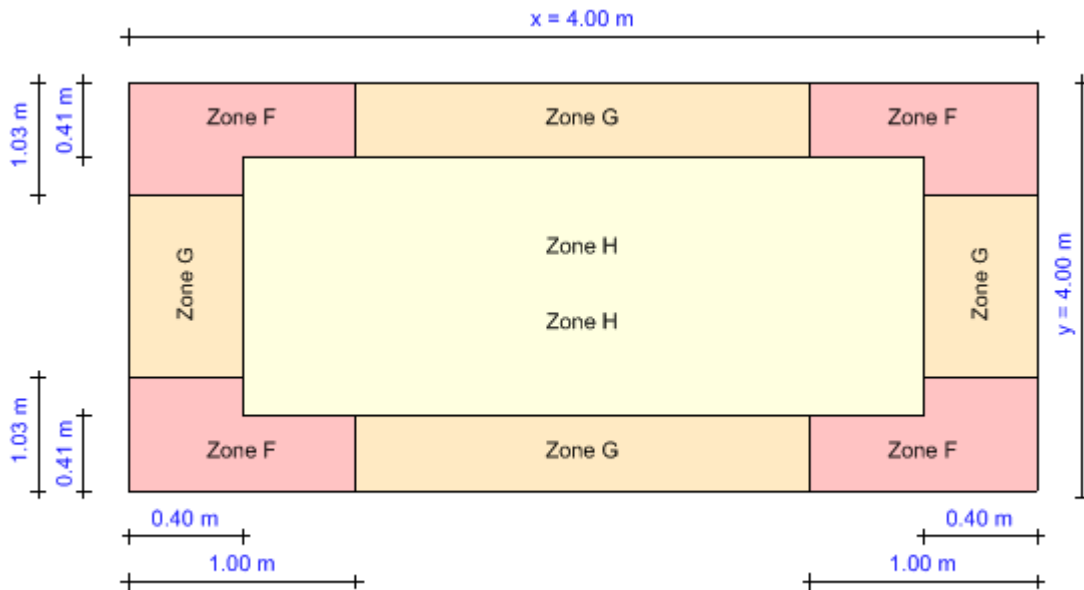 x = 4.00 m
1.03 m
0.41 m
Zone F
Zone G
Zone F
Zone G
Zone H
Zone H
Zone G
y = 4.00 m
1.03 m
0.41 m
Zone F
Zone G
Zone F
0.40 m
0.40 m
1.00 m
1.00 m